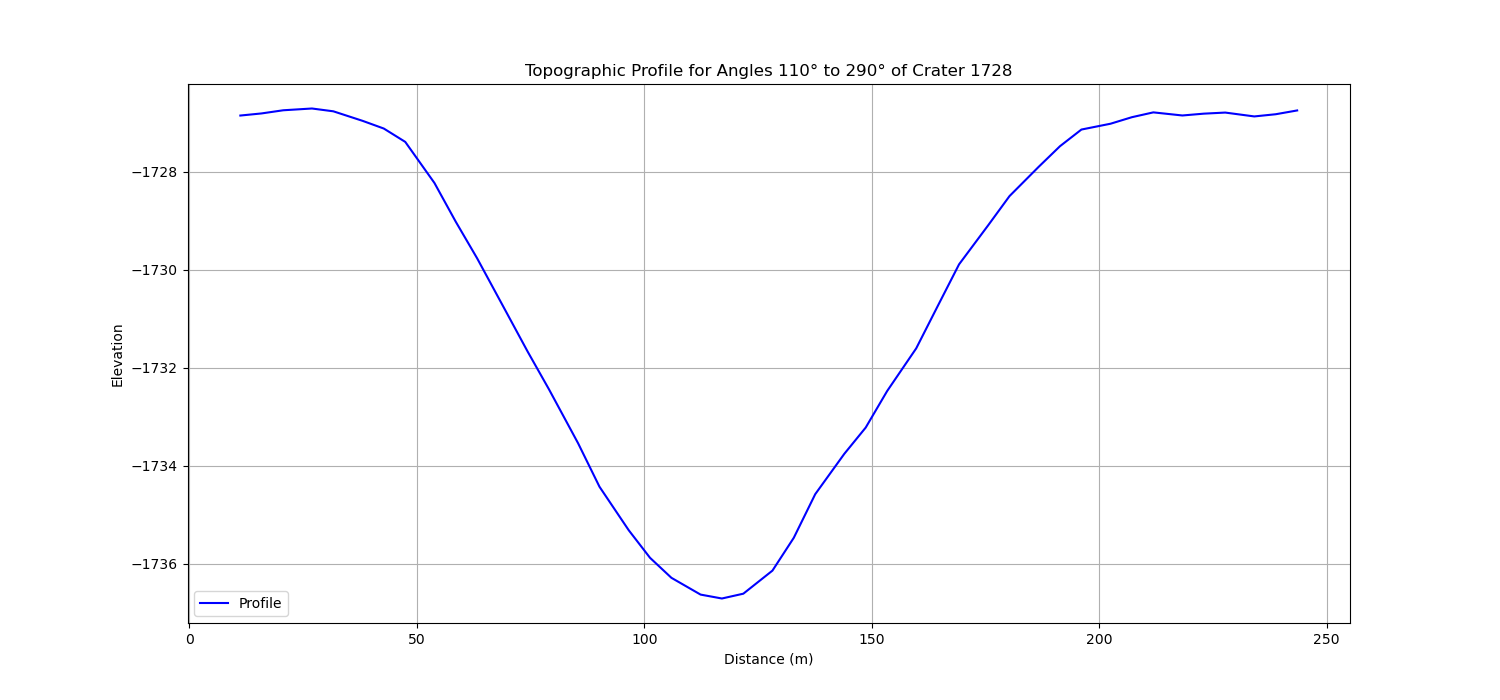 Topographic Profile for Angles 110° to 290° of Crater 1728
Elevation
−1728
−1730
−1732
−1734
−1736
Profile
0 50 100 150 200 250
Distance (m)